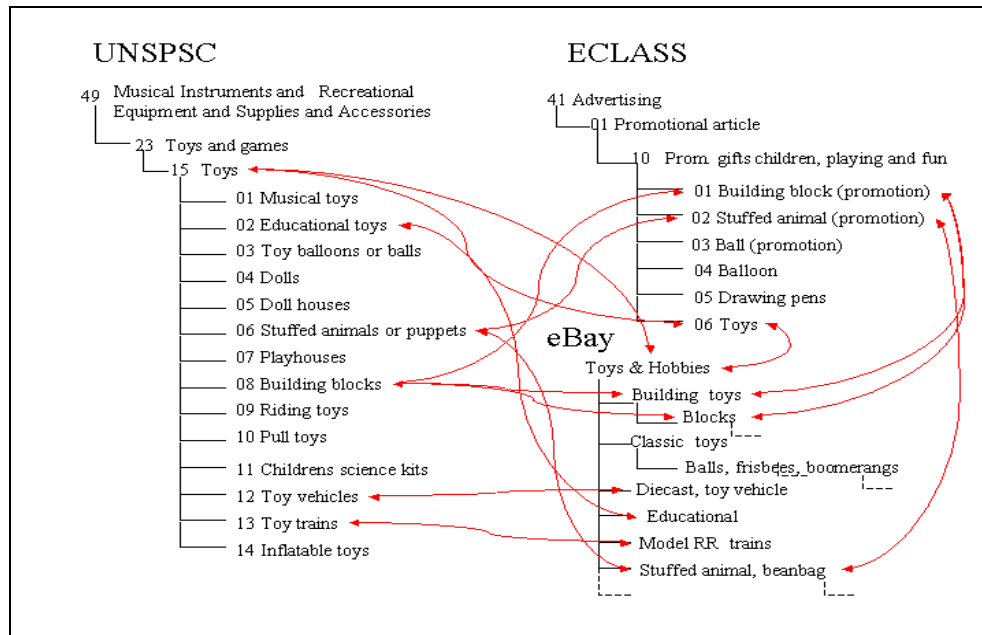 UNSPSC
49 Musical Instruments and Recreational
Equipment and Supplies and Accessories
23 Toys and games
15 Toys
01 Musical toys
02 Educational toys
03 Toy balloons or balls
04 Dolls
05 Doll houses
06 Stuffed animals or puppets
07 Playhouses
08 Building blocks
09 Riding toys
10 Pull toys
11 Childrens science kits
12 Toy vehicles
13 Toy trains
14 Inflatable toys
ECLASS
41 Advertising
01 Promotional article
10 Prom gifts children, playing and fun
01 Building block (promotion)
02 Stuffed animal (promotion)
03 Ball (promotion)
04 Balloon
05 Drawing pens
06 Toys
eBay
Toys & Hobbies
Building toys
Blocks
Classic toys
Balls, frisbees, boomerangs
Diecast, toy vehicle
Educational
Model RR trains
Stuffed animal, beanbag